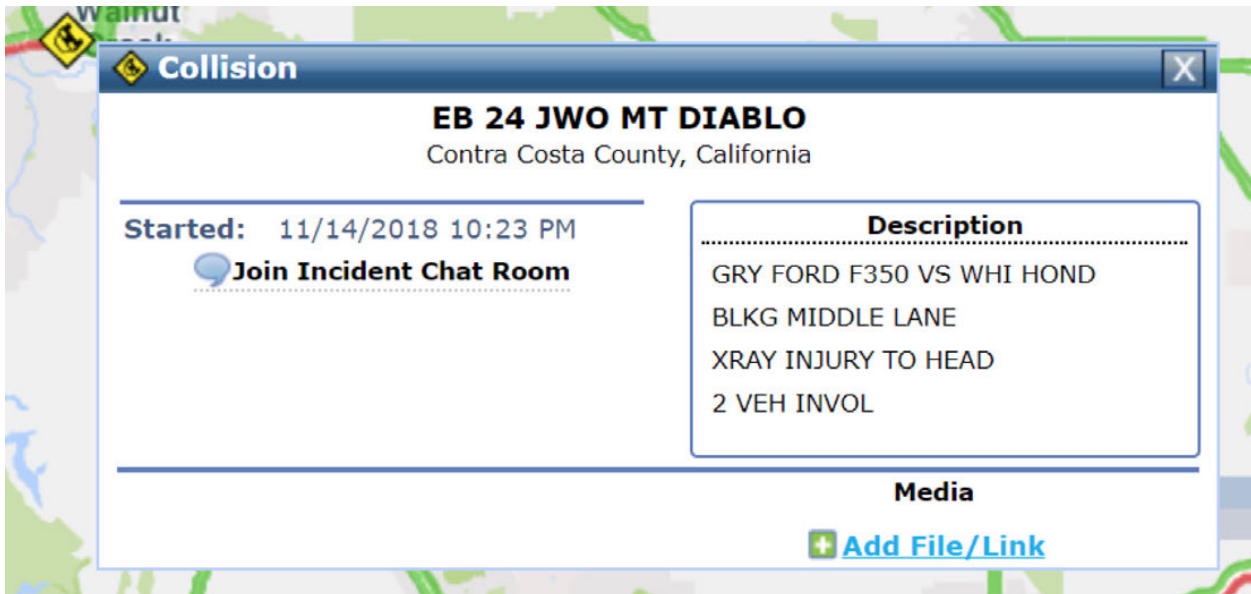 Walnut
Collision
X
EB 24 JWO MT DIABLO
Contra Costa County, California
Started: 11/14/2018 10:23 PM
Join Incident Chat Room
Description
GRY FORD F350 VS WHI HOND
BLKG MIDDLE LANE
XRAY INJURY TO HEAD
2 VEH INVOL
Media
Add File/Link